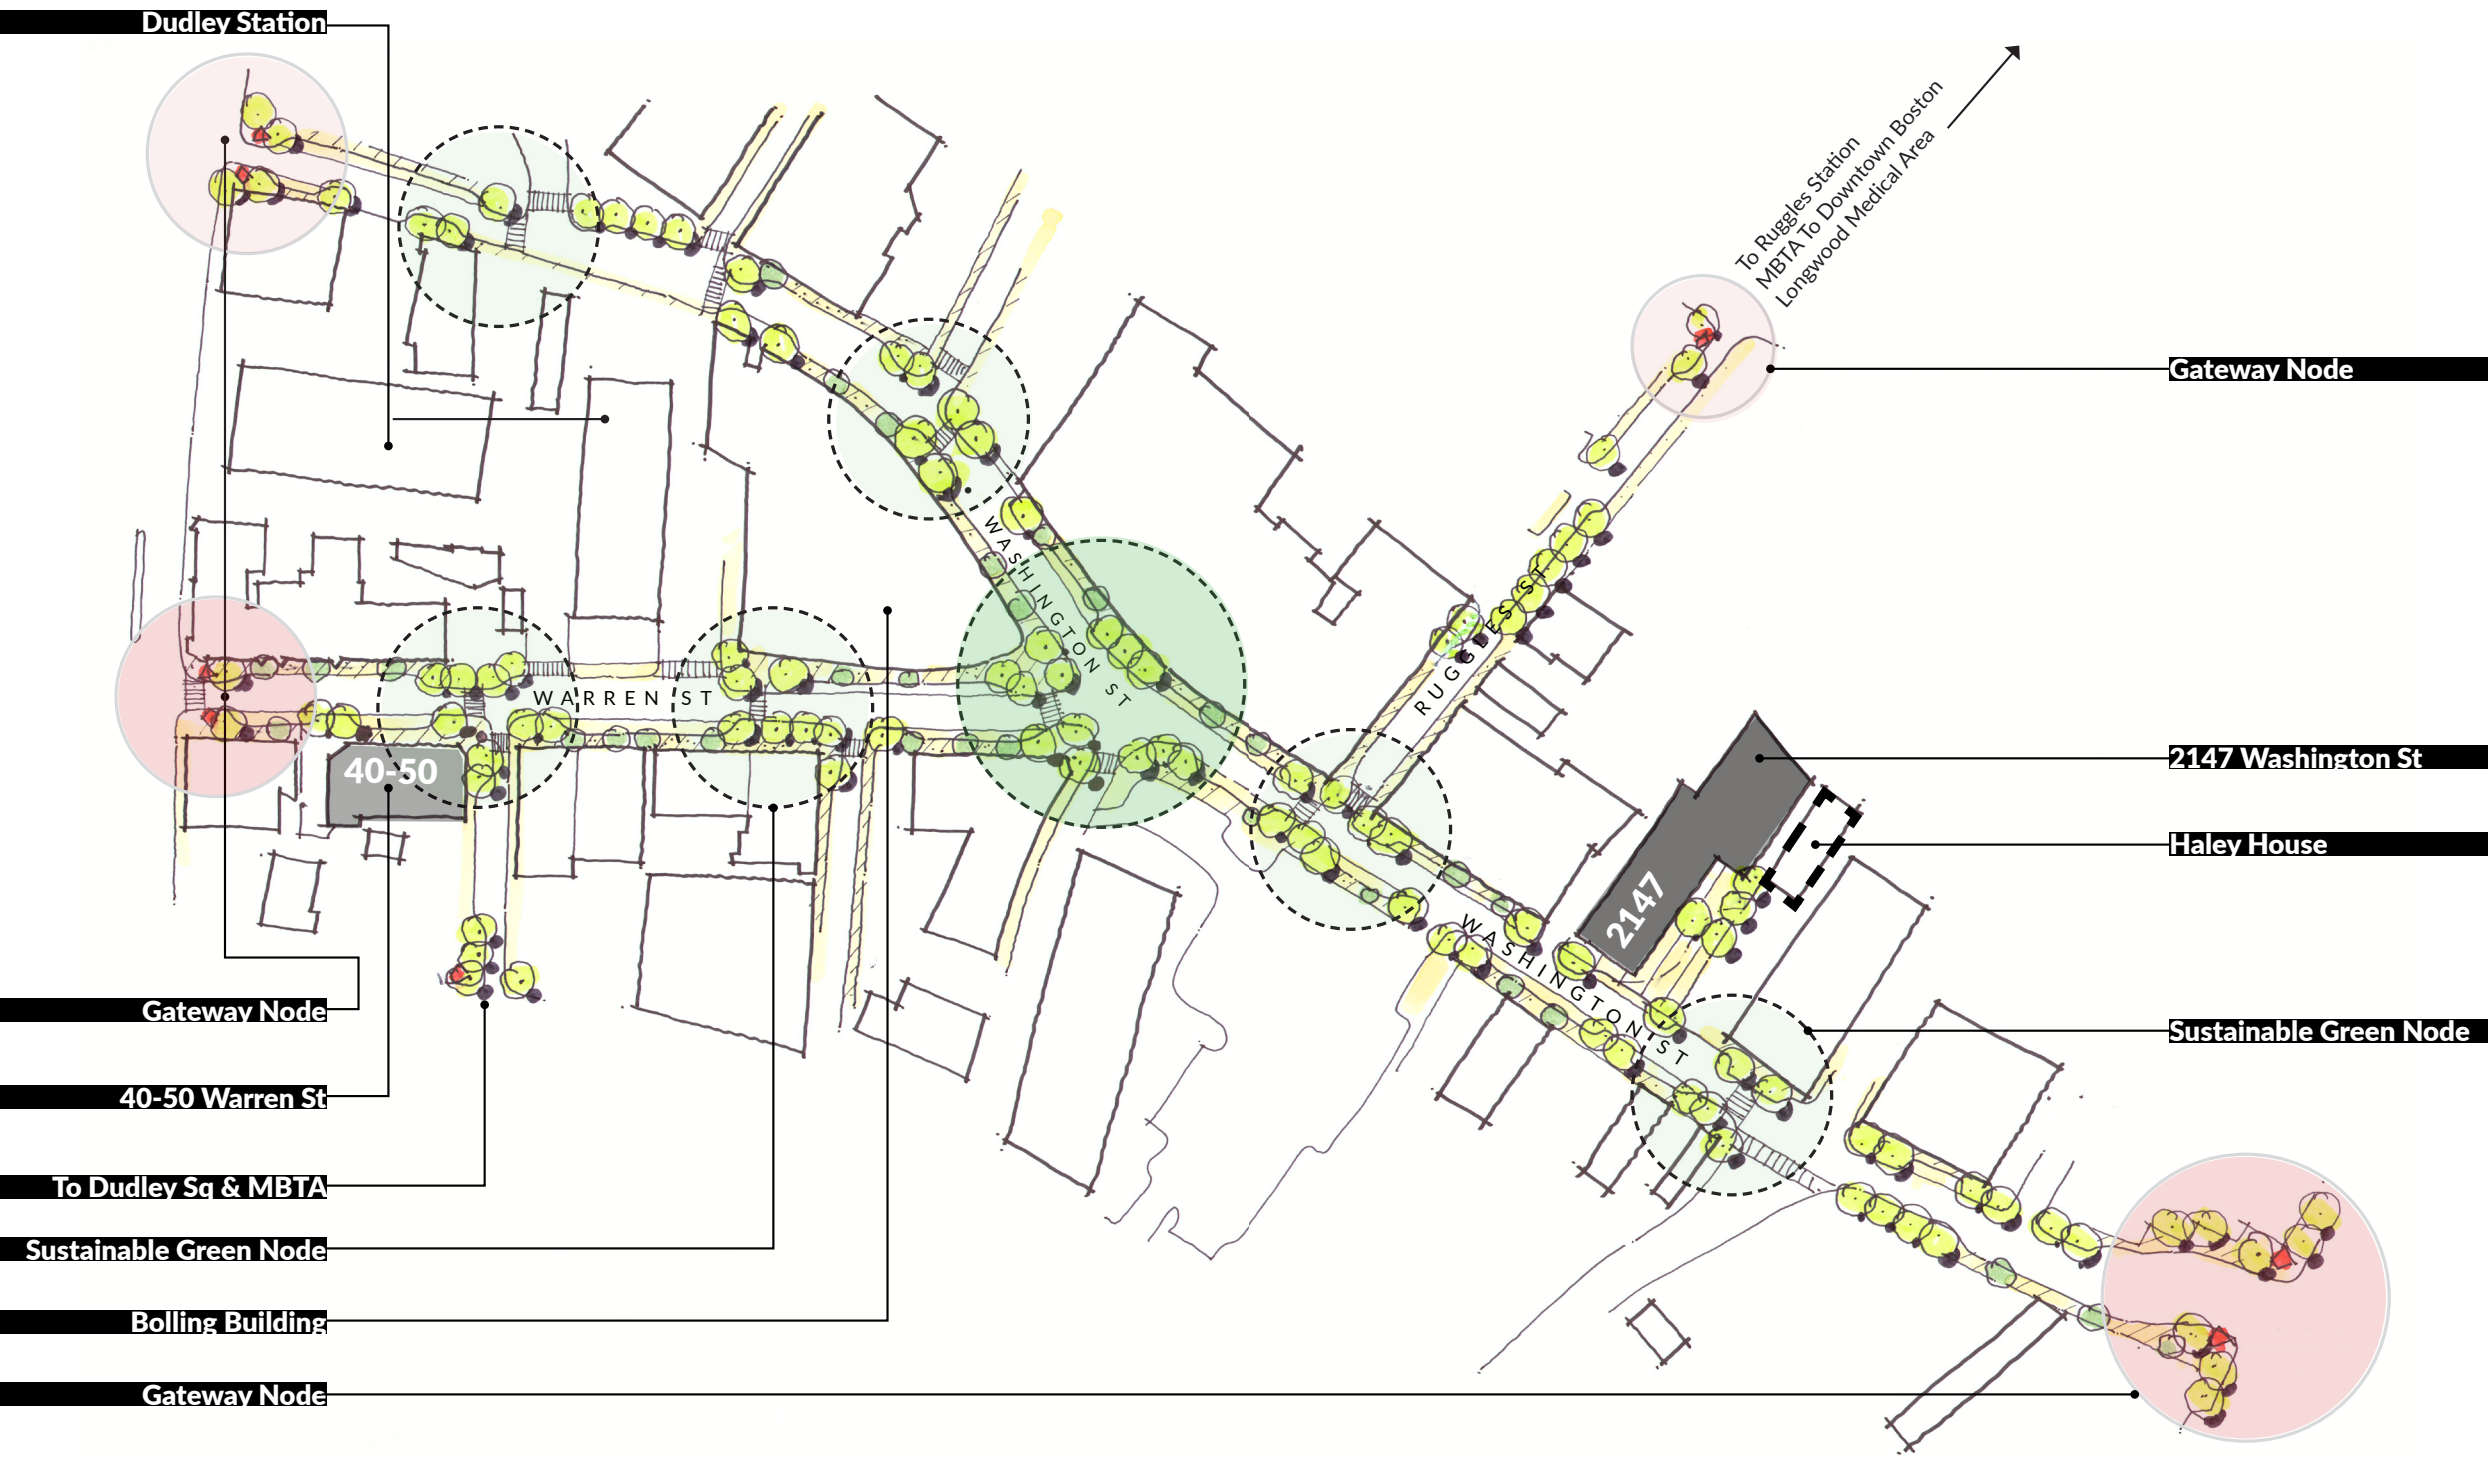 Dudley Station
To Ruggles Station
MBTA To Downtown Boston
Longwood Medical Area
Gateway Node
WASHINGTON ST
RUGGLES ST
WARREN ST
40-50
2147 Washington St
Haley House
2147
WASHINGTON ST
Gateway Node
Sustainable Green Node
40-50 Warren St
To Dudley Sq & MBTA
Sustainable Green Node
Bolling Building
Gateway Node